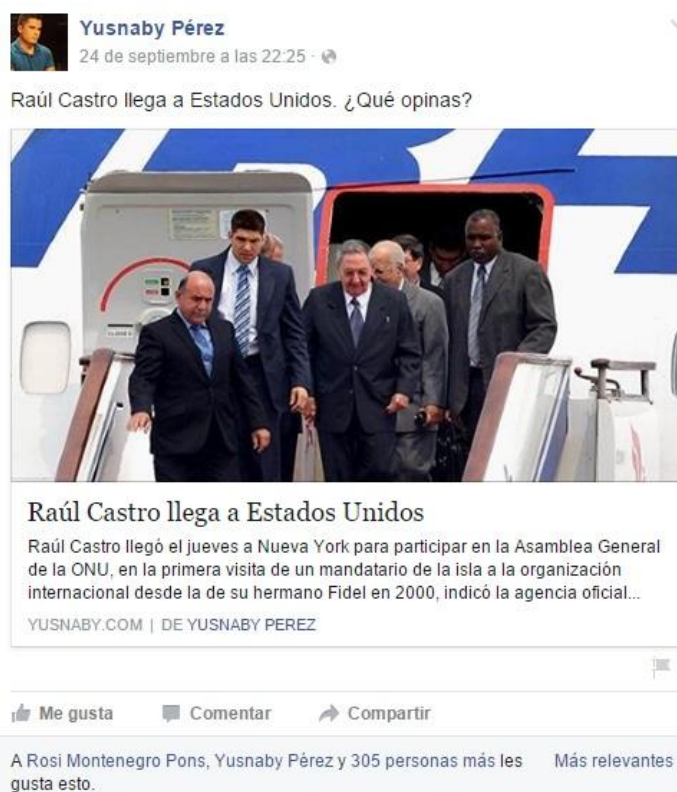 Yusnaby Pérez
24 de septiembre a las 22:25 ·
Raúl Castro llega a Estados Unidos. ¿Qué opinas?
Raúl Castro llega a Estados Unidos
Raúl Castro llegó el jueves a Nueva York para participar en la Asamblea General
de la ONU, en la primera visita de un mandatario de la isla a la organización
internacional desde la de su hermano Fidel en 2000, indicó la agencia oficial...
YUSNABY.COM | DE YUSNABY PEREZ
Me gusta Comentar Compartir
A Rosi Montenegro Pons, Yusnaby Pérez y 305 personas más les Más relevantes
gusta esto.